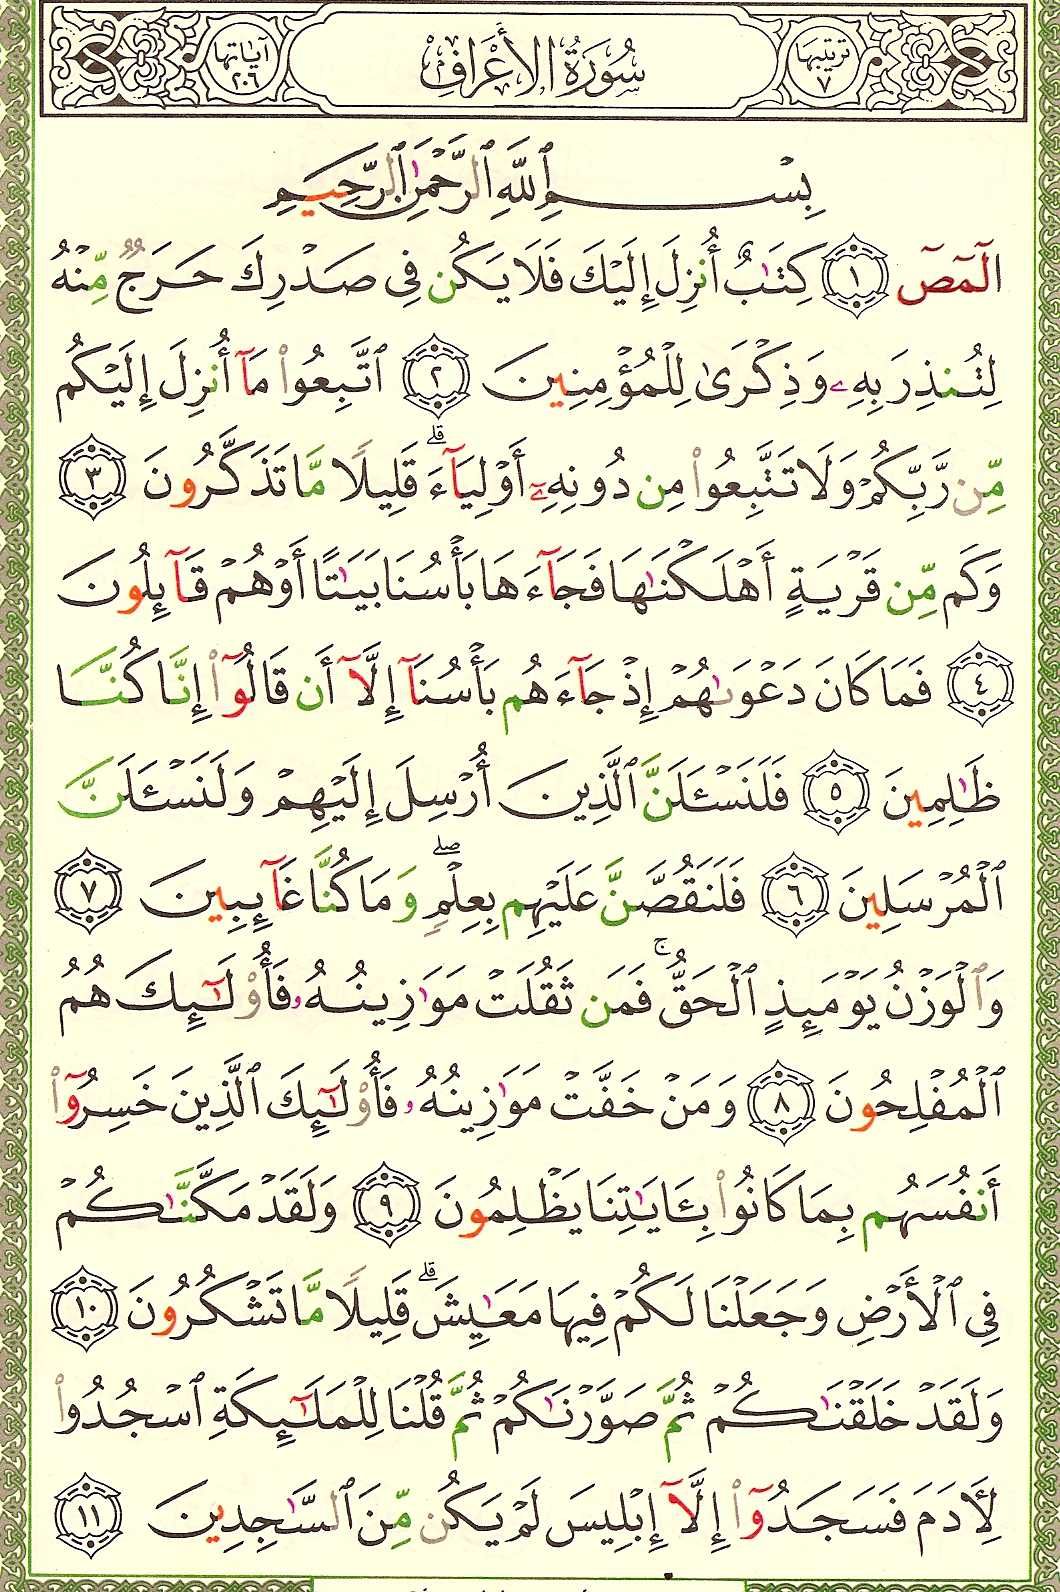 ترتيبها ٧ سُورَةُ الأَعْرَافِ آياتها ٢٠٦
بِسْمِ ٱللَّهِ ٱلرَّحْمَٰنِ ٱلرَّحِيمِ
الٓمٓصٓ ١ كِتَٰبٌ أُنزِلَ إِلَيْكَ فَلَا يَكُن فِى صَدْرِكَ حَرَجٌ مِّنْهُ
لِتُنذِرَ بِهِۦ وَذِكْرَىٰ لِلْمُؤْمِنِينَ ٢ ٱتَّبِعُوا۟ مَآ أُنزِلَ إِلَيْكُم
مِّن رَّبِّكُمْ وَلَا تَتَّبِعُوا۟ مِن دُونِهِۦٓ أَوْلِيَآءَ ۗ قَلِيلًا مَّا تَذَكَّرُونَ ٣
وَكَم مِّن قَرْيَةٍ أَهْلَكْنَٰهَا فَجَآءَهَا بَأْسُنَا بَيَٰتًا أَوْ هُمْ قَآئِلُونَ
٤ فَمَا كَانَ دَعْوَىٰهُمْ إِذْ جَآءَهُم بَأْسُنَآ إِلَّآ أَن قَالُوٓا۟ إِنَّا كُنَّا
ظَٰلِمِينَ ٥ فَلَنَسْـَٔلَنَّ ٱلَّذِينَ أُرْسِلَ إِلَيْهِمْ وَلَنَسْـَٔلَنَّ
ٱلْمُرْسَلِينَ ٦ فَلَنَقُصَّنَّ عَلَيْهِم بِعِلْمٍ ۖ وَمَا كُنَّا غَآئِبِينَ ٧
وَٱلْوَزْنُ يَوْمَئِذٍ ٱلْحَقُّ ۚ فَمَن ثَقُلَتْ مَوَٰزِينُهُۥ فَأُو۟لَٰٓئِكَ هُمُ
ٱلْمُفْلِحُونَ ٨ وَمَنْ خَفَّتْ مَوَٰزِينُهُۥ فَأُو۟لَٰٓئِكَ ٱلَّذِينَ خَسِرُوٓا۟
أَنفُسَهُم بِمَا كَانُوا۟ بِـَٔايَٰتِنَا يَظْلِمُونَ ٩ وَلَقَدْ مَكَّنَّٰكُمْ
فِى ٱلْأَرْضِ وَجَعَلْنَا لَكُمْ فِيهَا مَعَٰيِشَ ۗ قَلِيلًا مَّا تَشْكُرُونَ ١٠
وَلَقَدْ خَلَقْنَٰكُمْ ثُمَّ صَوَّرْنَٰكُمْ ثُمَّ قُلْنَا لِلْمَلَٰٓئِكَةِ ٱسْجُدُوا۟
لِـَٔادَمَ فَسَجَدُوٓا۟ إِلَّآ إِبْلِيسَ لَمْ يَكُن مِّنَ ٱلسَّٰجِدِينَ ١١